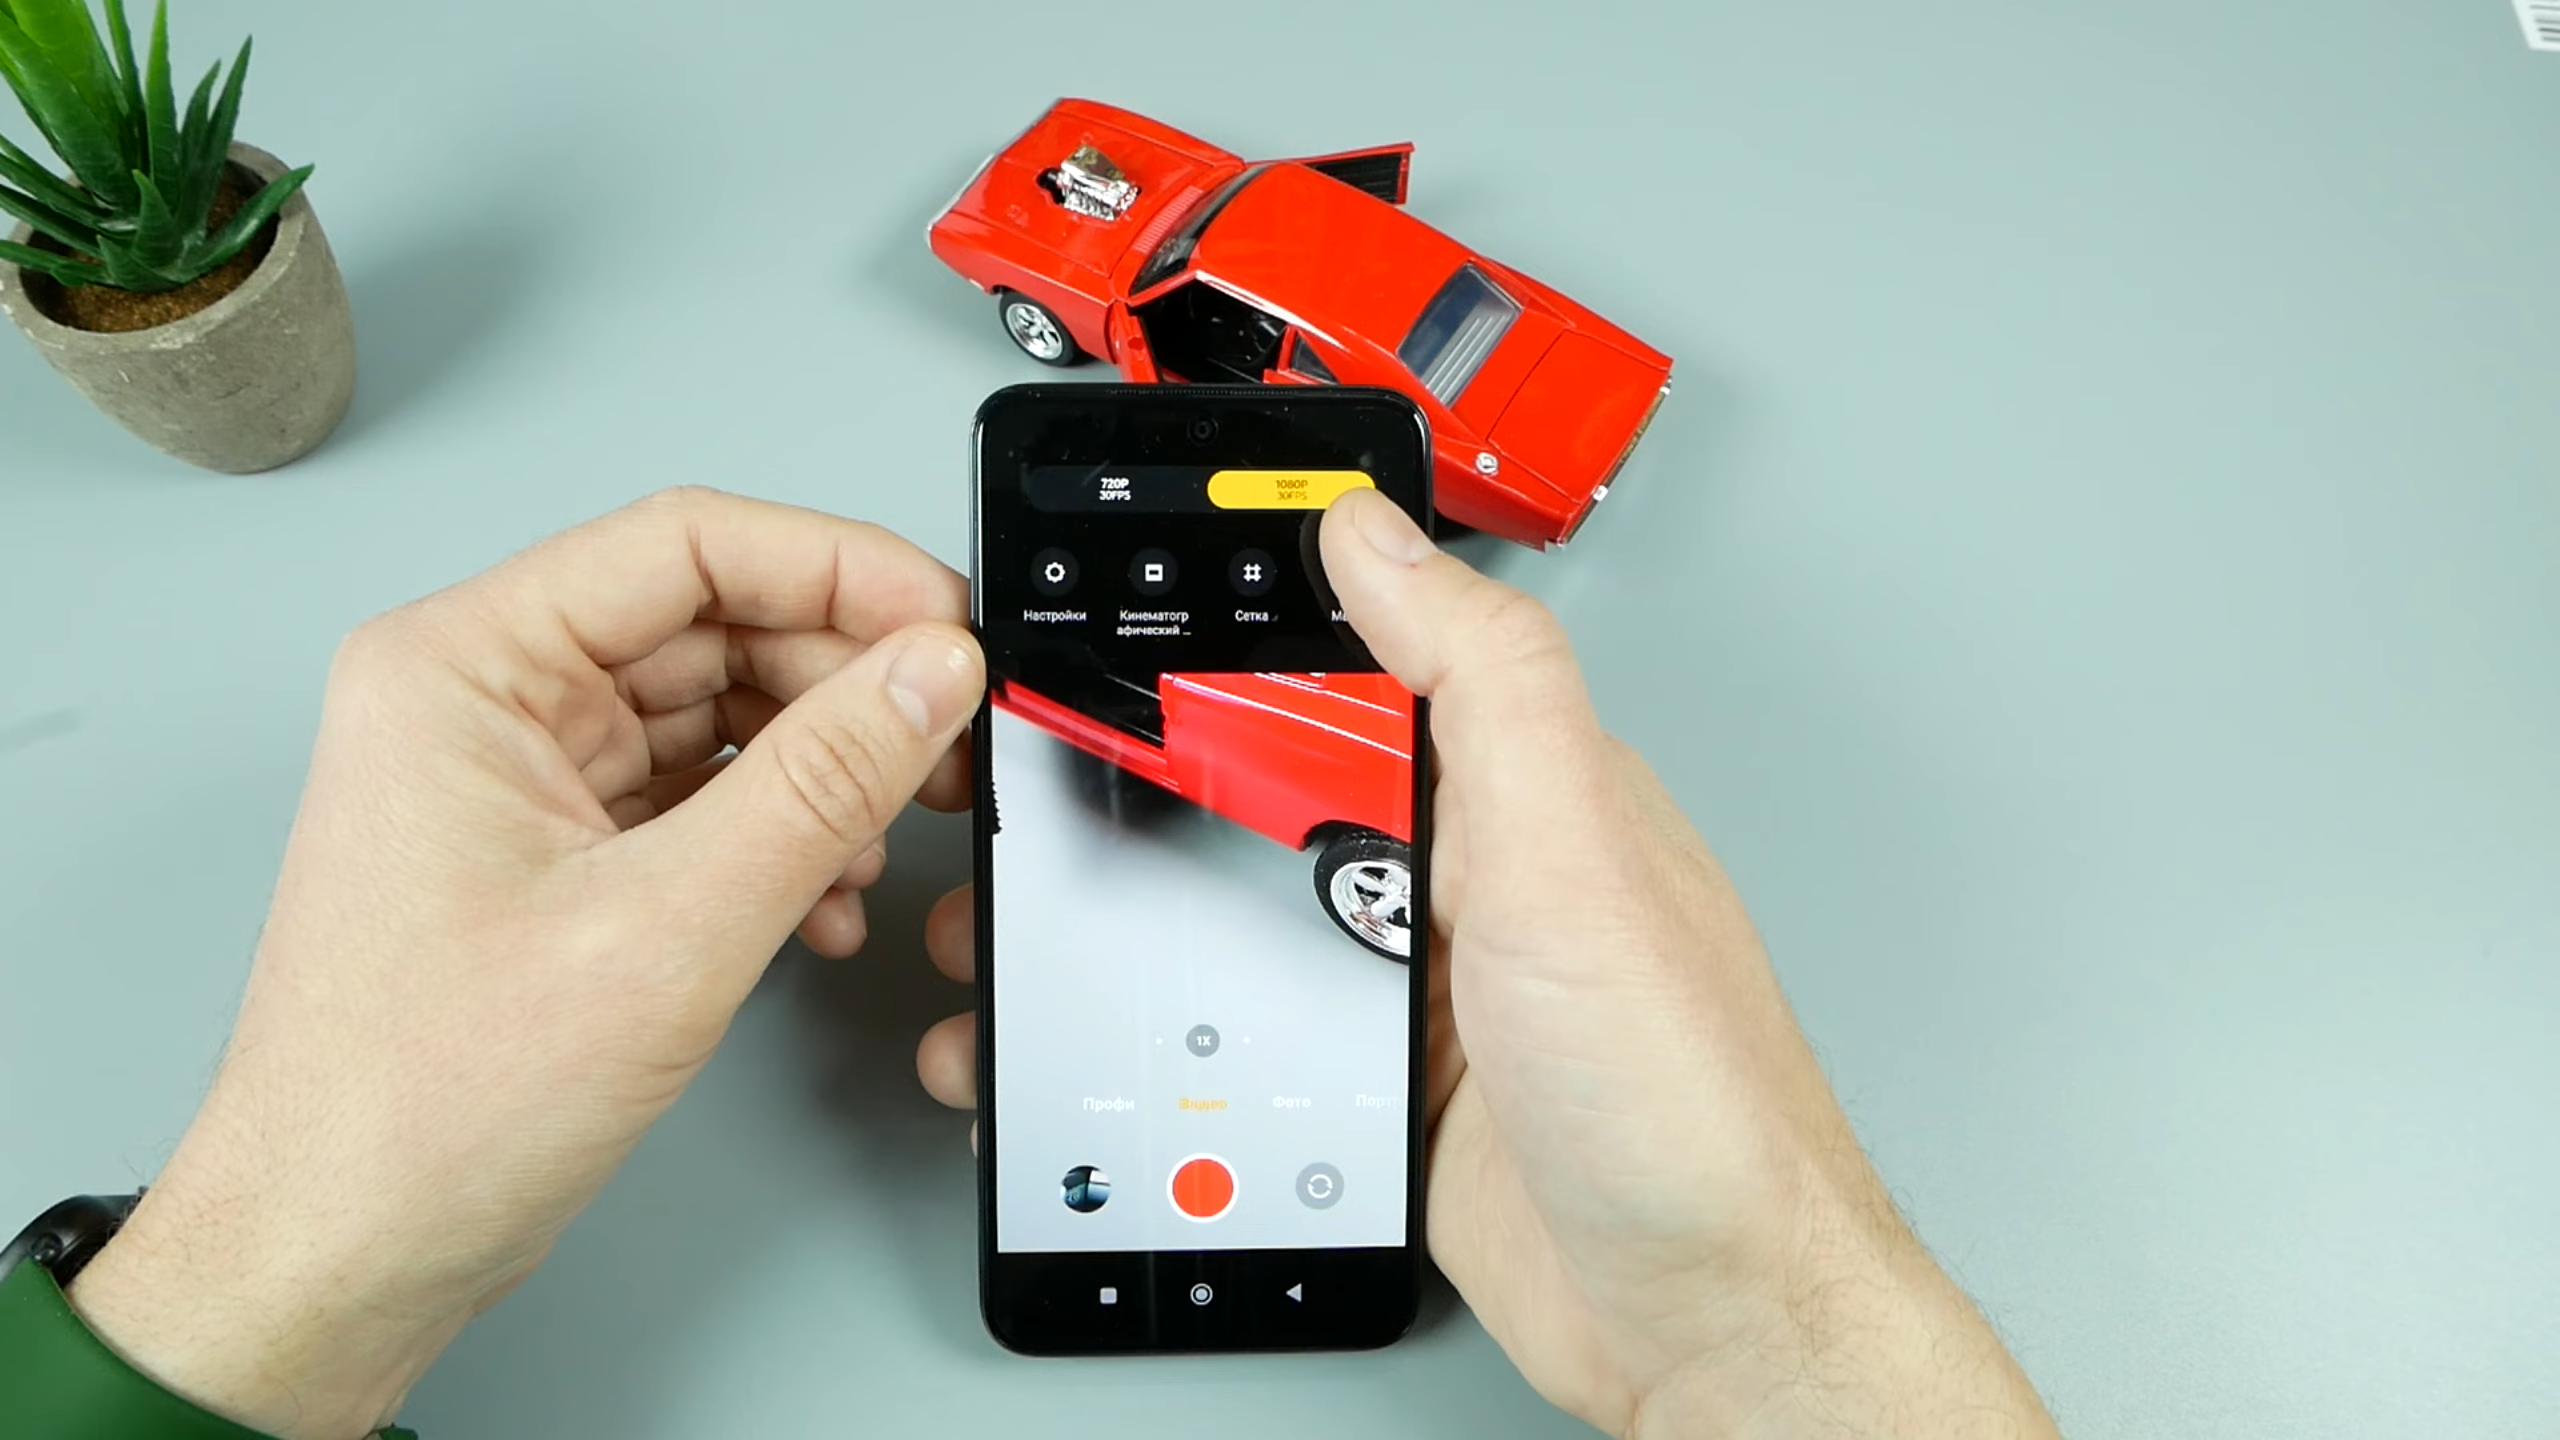 720P
30FPS
1080P
30FPS
Настройки
Кинематогр
афический ...
Сетка
1X
Профи
Видео
Фото